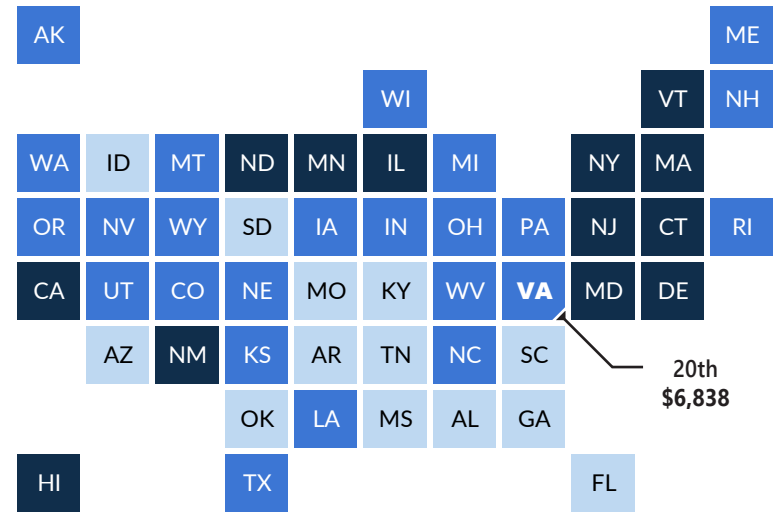 AK ME
WI VT NH
WA ID MT ND MN IL MI NY MA
OR NV WY SD IA IN OH PA NJ CT RI
CA UT CO NE MO KY WV VA MD DE
AZ NM KS AR TN NC SC
20th
$6,838
OK LA MS AL GA
HI TX FL